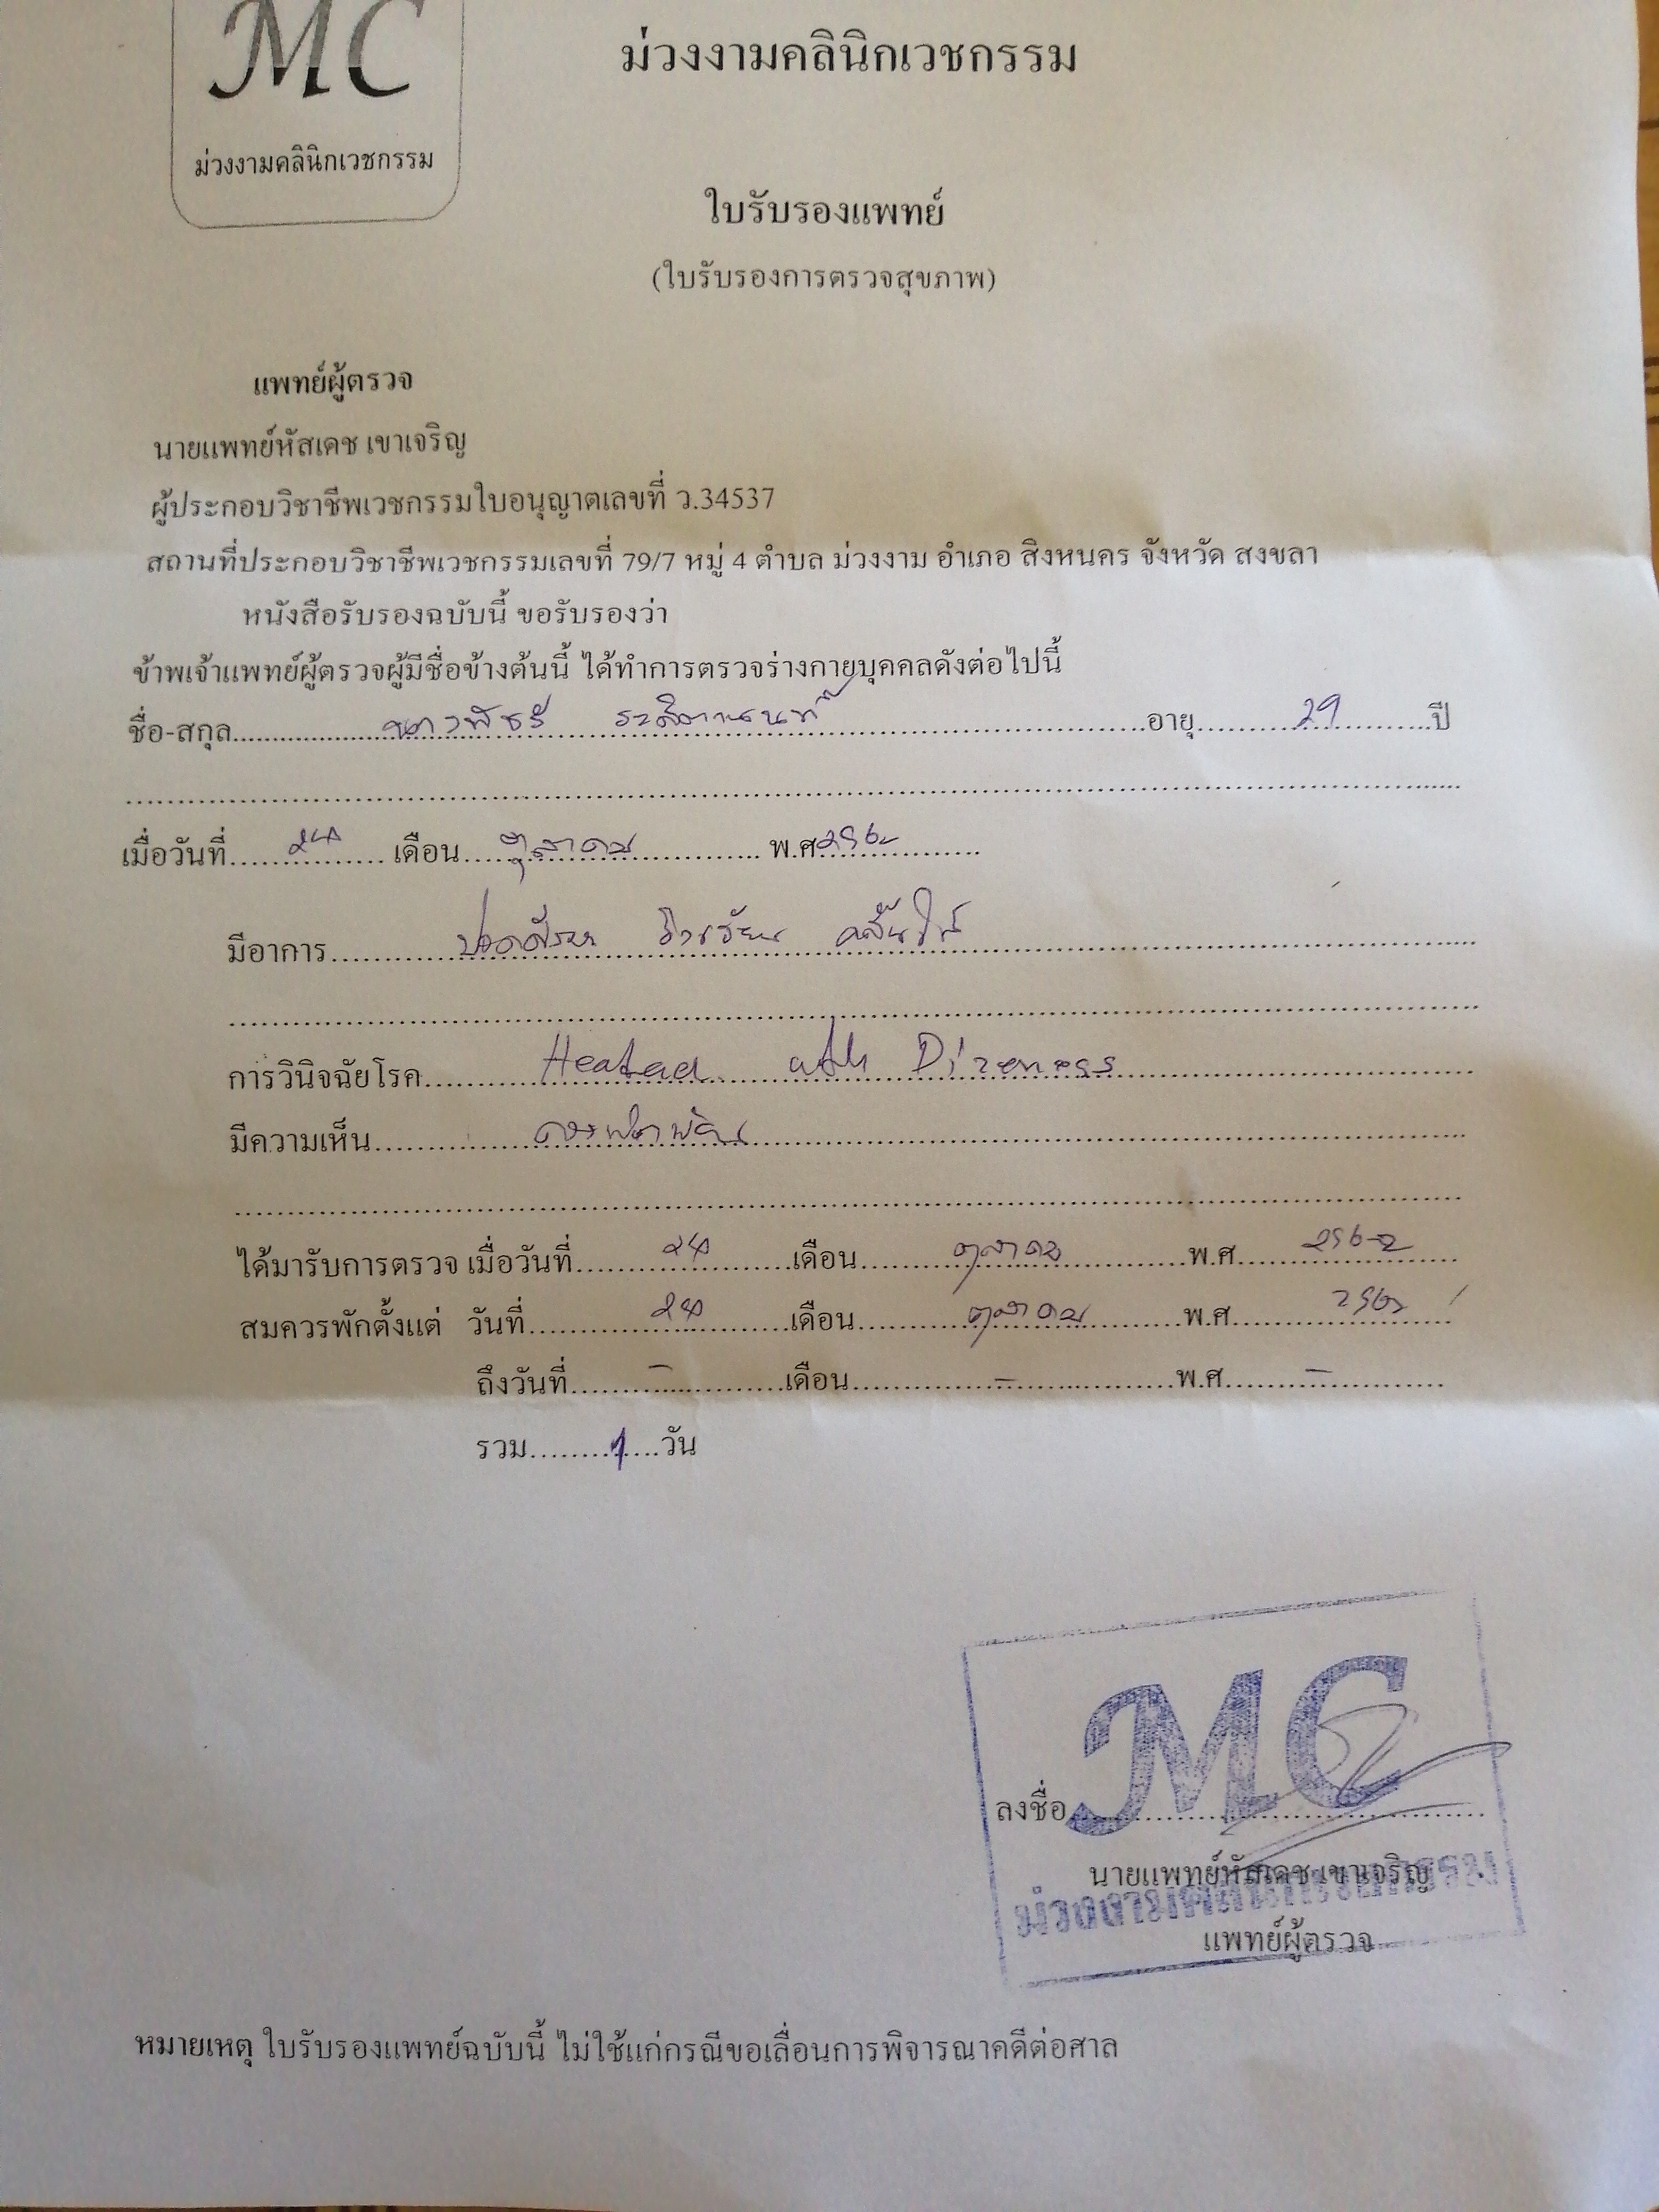 MC
ม่วงงามคลินิกเวชกรรม
ม่วงงามคลินิกเวชกรรม
ใบรับรองแพทย์
(ใบรับรองการตรวจสุขภาพ)
แพทย์ผู้ตรวจ
นายแพทย์หัสเดช เขาเจริญ
ผู้ประกอบวิชาชีพเวชกรรมใบอนุญาตเลขที่ ว.34537
สถานที่ประกอบวิชาชีพเวชกรรมเลขที่ 79/7 หมู่ 4 ตำบล ม่วงงาม อำเภอ สิงหนคร จังหวัด สงขลา
หนังสือรับรองฉบับนี้ ขอรับรองว่า
ข้าพเจ้าแพทย์ผู้ตรวจผู้มีชื่อข้างต้นนี้ ได้ทำการตรวจร่างกายบุคคลดังต่อไปนี้
ชื่อ-สกุล อายุ 29 ปี
เมื่อวันที่ ๒๔ เดือน ตุลาคม พ.ศ
มีอาการ ปวดศีรษะ วิงเวียน คลื่นไส้
การวินิจฉัยโรค
มีความเห็น ควรพักฟื้น
ได้มารับการตรวจ เมื่อวันที่ ๒๔ เดือน ตุลาคม พ.ศ. 2562
สมควรพักตั้งแต่ วันที่ ๒๔ เดือน ตุลาคม พ.ศ. 2562
ถึงวันที่ - เดือน - พ.ศ. -
รวม 1 วัน
MC
ลงชื่อ
นายแพทย์หัสเดช เขาเจริญ
ม่วงงามคลินิกเวชกรรม
แพทย์ผู้ตรวจ
หมายเหตุ ใบรับรองแพทย์ฉบับนี้ ไม่ใช้แก่กรณีขอเลื่อนการพิจารณาคดีต่อศาล